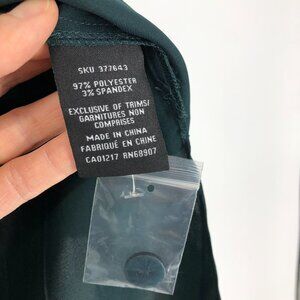 SKU 377643
97% POLYESTER
3% SPANDEX
EXCLUSIVE OF TRIMS/
GARNITURES NON
COMPRISES
MADE IN CHINA
FABRIQUÉ EN CHINE
CA01217 RN68907